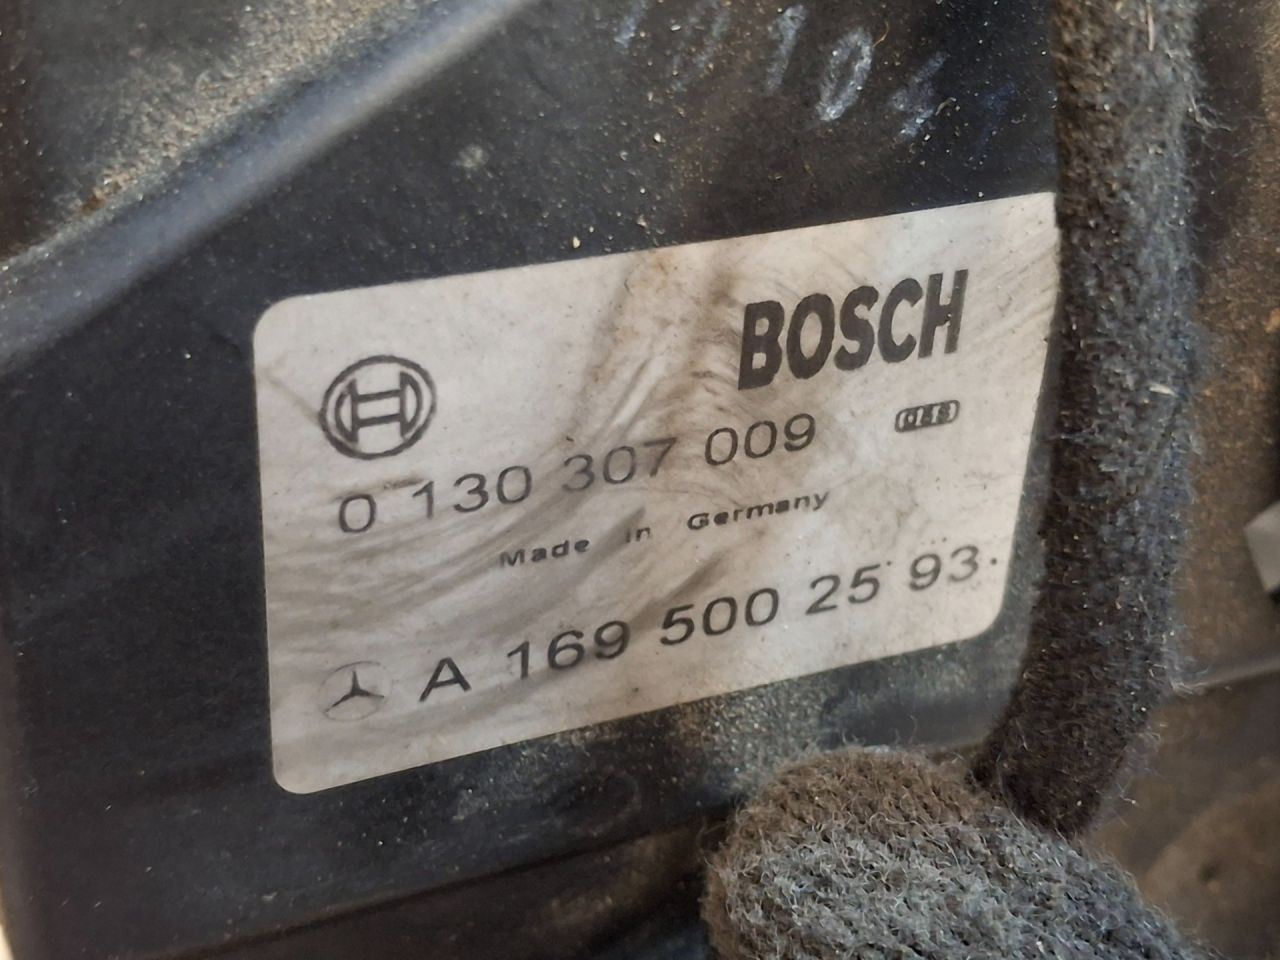 BOSCH
0 130 307 009
Made in Germany
A 169 500 25 93